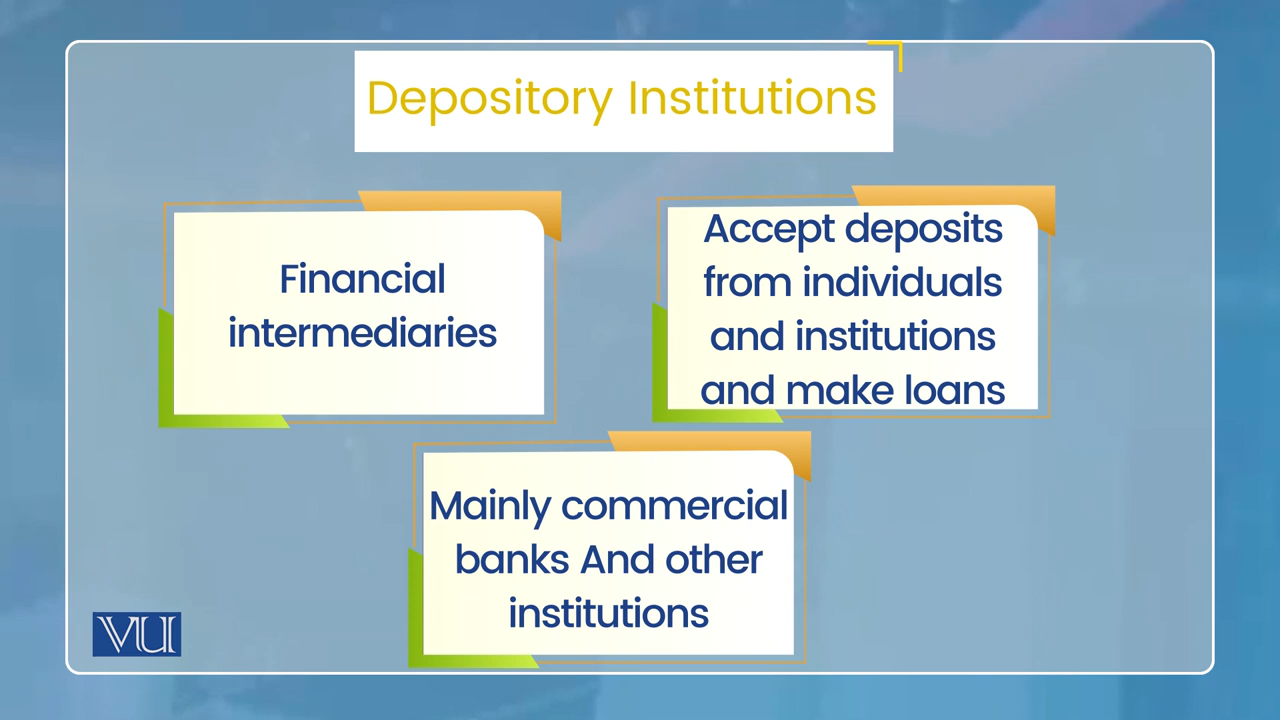 Depository Institutions
Financial
intermediaries
Accept deposits
from individuals
and institutions
and make loans
Mainly commercial
banks And other
institutions
VU